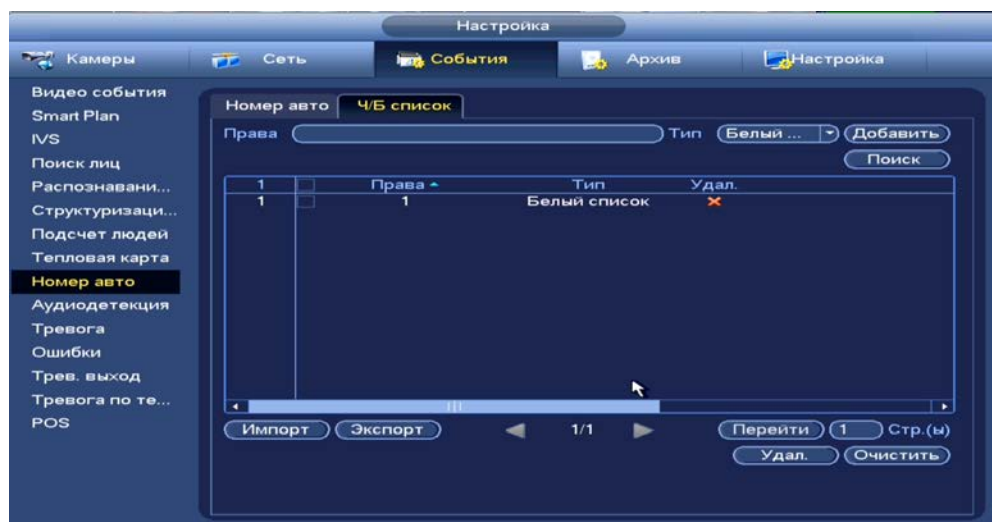 Настройка
Камеры Сеть События Архив Настройка
Видео события
Smart Plan
IVS
Поиск лиц
Распознавани...
Структуризаци...
Подсчет людей
Тепловая карта
Номер авто
Аудиодетекция
Тревога
Ошибки
Трев. выход
Тревога по те...
POS
Номер авто Ч/Б список
Права Тип Белый ... Добавить
Поиск
1 Права Тип Удал.
1 1 Белый список
Импорт Экспорт 1/1 Перейти 1 Стр.(ы)
Удал. Очистить